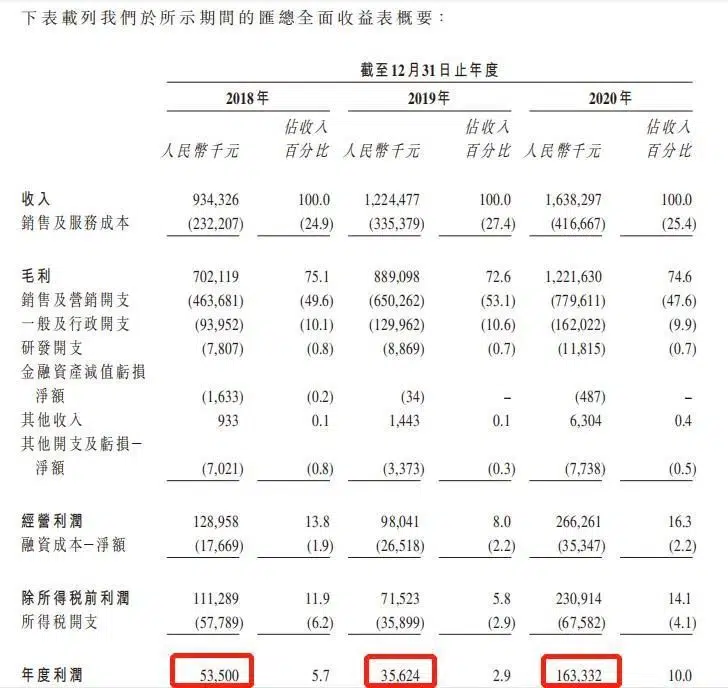 下表載列我們於所示期間的匯總全面收益表概要：
截至12月31日止年度
2018年 2019年 2020年
佔收入 佔收入 佔收入
人民幣千元 百分比 人民幣千元 百分比 人民幣千元 百分比
收入 934,326 100.0 1,224,477 100.0 1,638,297 100.0
銷售及服務成本 (232,207) (24.9) (335,379) (27.4) (416,667) (25.4)
毛利 702,119 75.1 889,098 72.6 1,221,630 74.6
銷售及營銷開支 (463,681) (49.6) (650,262) (53.1) (779,611) (47.6)
一般及行政開支 (93,952) (10.1) (129,962) (10.6) (162,022) (9.9)
研發開支 (7,807) (0.8) (8,869) (0.7) (11,815) (0.7)
金融資產減值虧損
淨額 (1,633) (0.2) (34) – (487) –
其他收入 933 0.1 1,443 0.1 6,304 0.4
其他開支及虧損－
淨額 (7,021) (0.8) (3,373) (0.3) (7,738) (0.5)
經營利潤 128,958 13.8 98,041 8.0 266,261 16.3
融資成本－淨額 (17,669) (1.9) (26,518) (2.2) (35,347) (2.2)
除所得稅前利潤 111,289 11.9 71,523 5.8 230,914 14.1
所得稅開支 (57,789) (6.2) (35,899) (2.9) (67,582) (4.1)
年度利潤 53,500 5.7 35,624 2.9 163,332 10.0